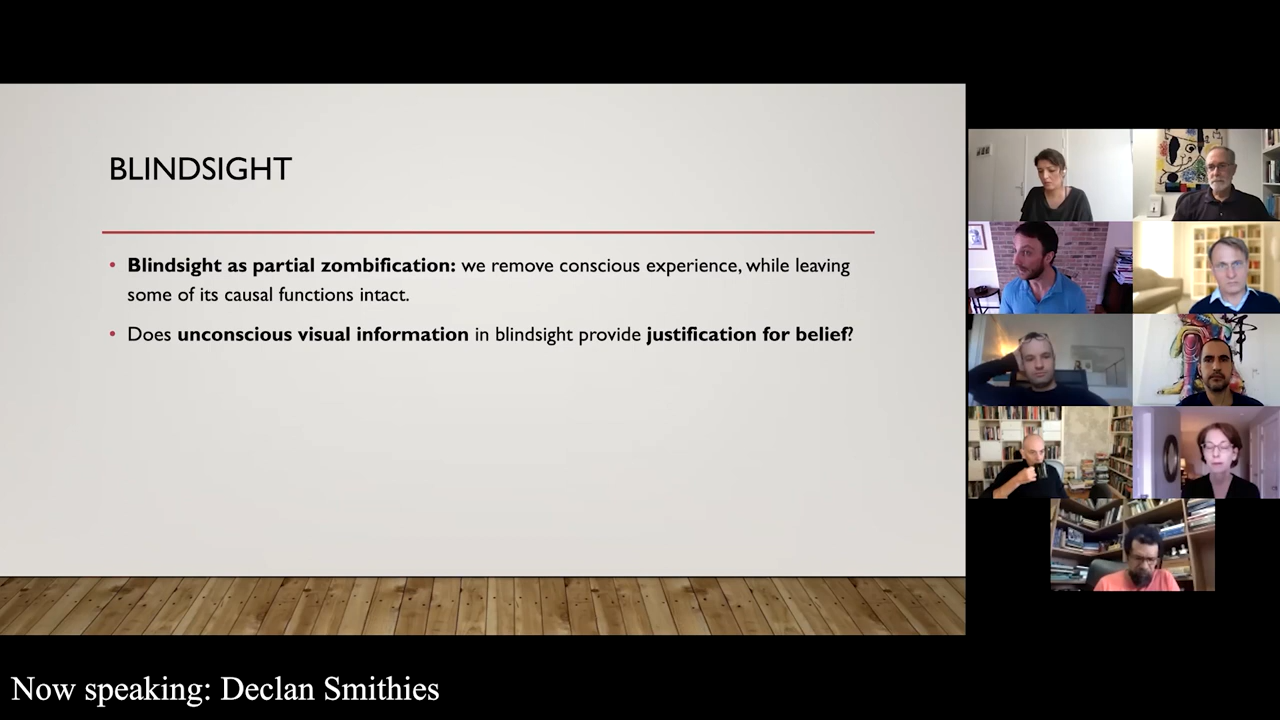 BLINDSIGHT
• Blindsight as partial zombification: we remove conscious experience, while leaving
some of its causal functions intact.
• Does unconscious visual information in blindsight provide justification for belief?
Now speaking: Declan Smithies